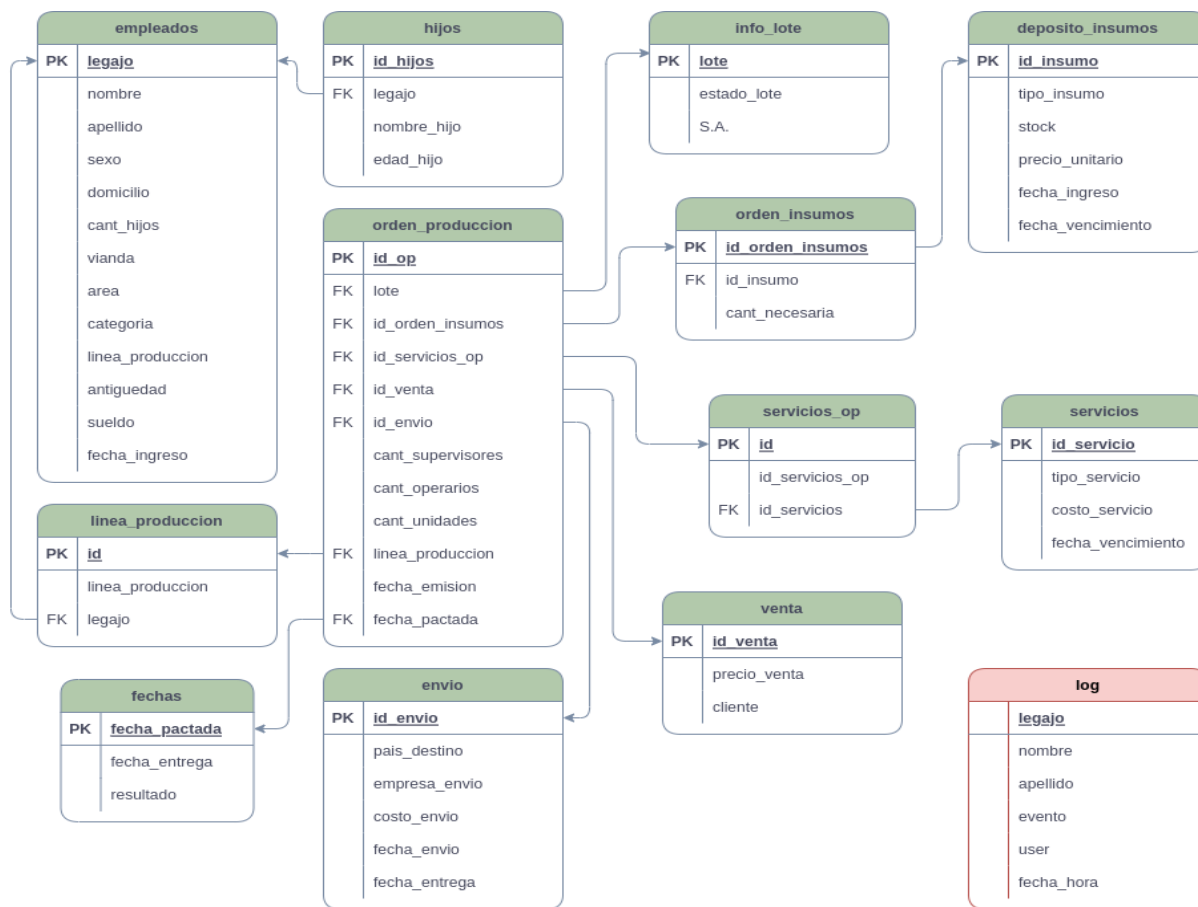 empleados
PK legajo
nombre
apellido
sexo
domicilio
cant_hijos
vianda
area
categoria
linea_produccion
antiguedad
sueldo
fecha_ingreso
hijos
PK id_hijos
FK legajo
nombre_hijo
edad_hijo
info_lote
PK lote
estado_lote
S.A.
deposito_insumos
PK id_insumo
tipo_insumo
stock
precio_unitario
fecha_ingreso
fecha_vencimiento
orden_produccion
PK id_op
FK lote
FK id_orden_insumos
FK id_servicios_op
FK id_venta
FK id_envio
cant_supervisores
cant_operarios
cant_unidades
FK linea_produccion
fecha_emision
FK fecha_pactada
orden_insumos
PK id_orden_insumos
FK id_insumo
cant_necesaria
servicios_op
PK id
id_servicios_op
FK id_servicios
servicios
PK id_servicio
tipo_servicio
costo_servicio
fecha_vencimiento
linea_produccion
PK id
linea_produccion
FK legajo
venta
PK id_venta
precio_venta
cliente
fechas
PK fecha_pactada
fecha_entrega
resultado
envio
PK id_envio
pais_destino
empresa_envio
costo_envio
fecha_envio
fecha_entrega
log
legajo
nombre
apellido
evento
user
fecha_hora